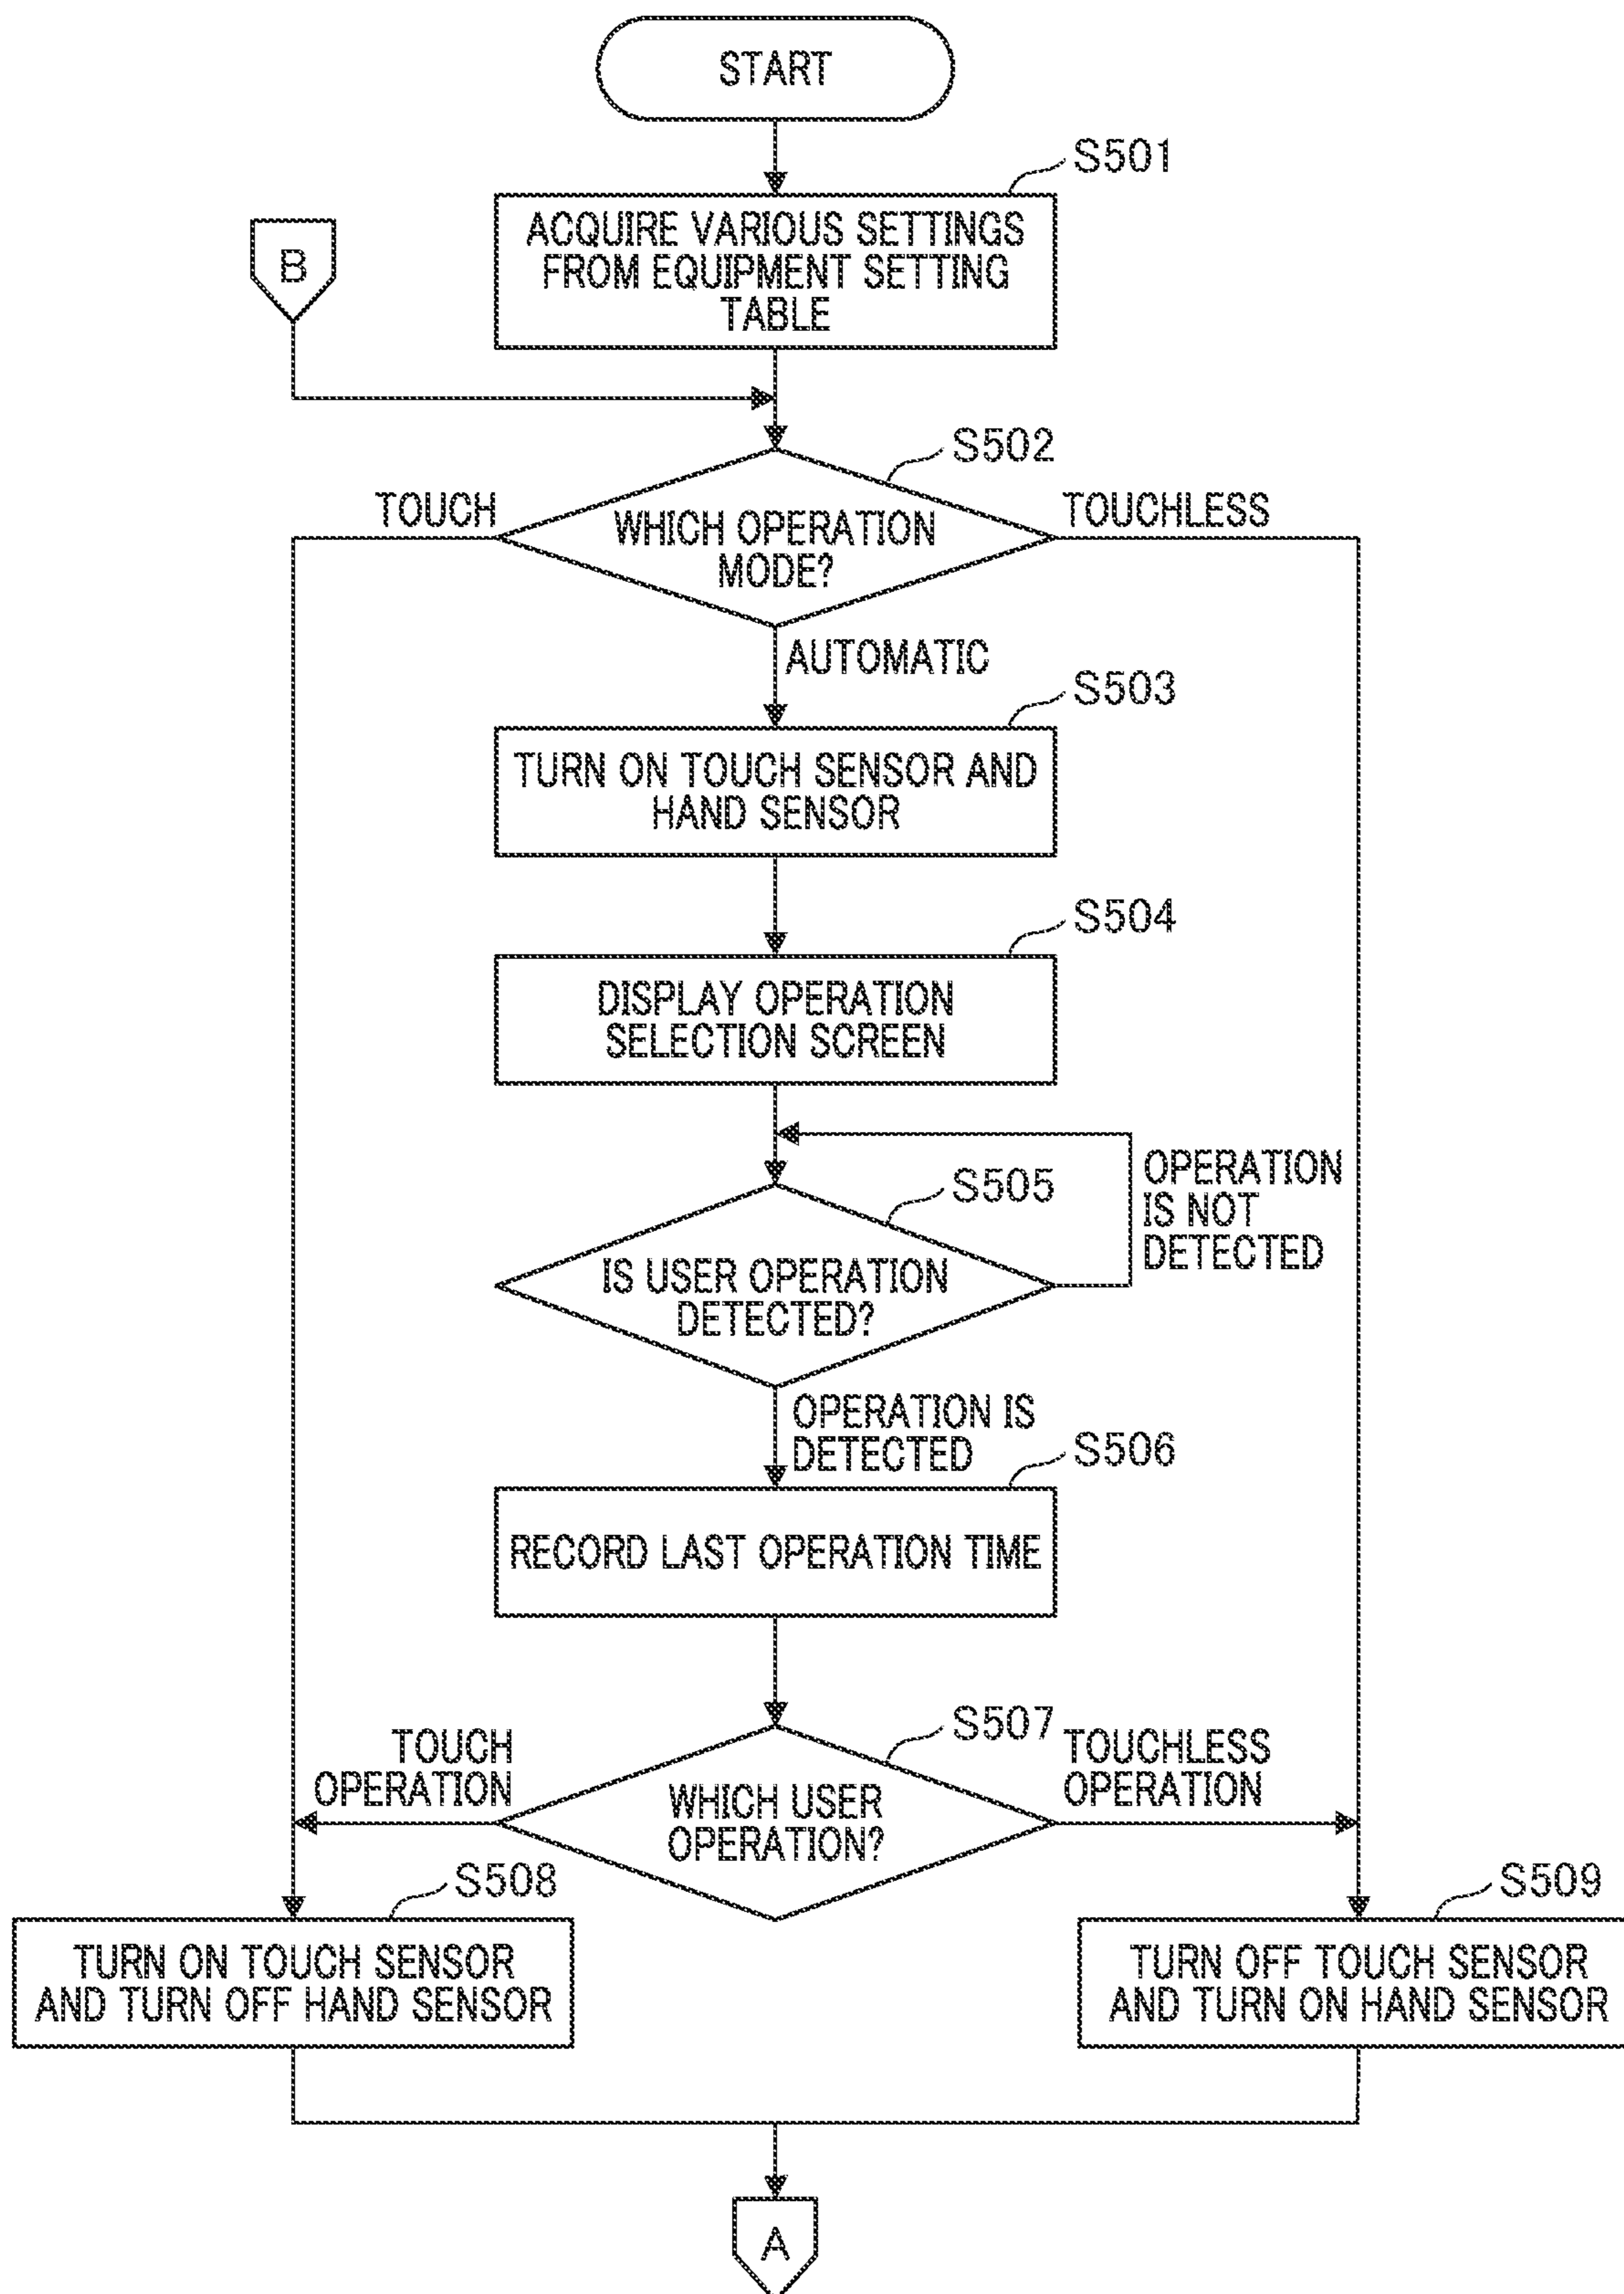 START
S501
ACQUIRE VARIOUS SETTINGS
FROM EQUIPMENT SETTING
TABLE
B
S502
TOUCH
TOUCHLESS
WHICH OPERATION
MODE?
AUTOMATIC
S503
TURN ON TOUCH SENSOR AND
HAND SENSOR
S504
DISPLAY OPERATION
SELECTION SCREEN
OPERATION
IS NOT
DETECTED
S505
IS USER OPERATION
DETECTED?
OPERATION IS
DETECTED
S506
RECORD LAST OPERATION TIME
S507
TOUCH
OPERATION
TOUCHLESS
OPERATION
WHICH USER
OPERATION?
S508
S509
TURN ON TOUCH SENSOR
AND TURN OFF HAND SENSOR
TURN OFF TOUCH SENSOR
AND TURN ON HAND SENSOR
A